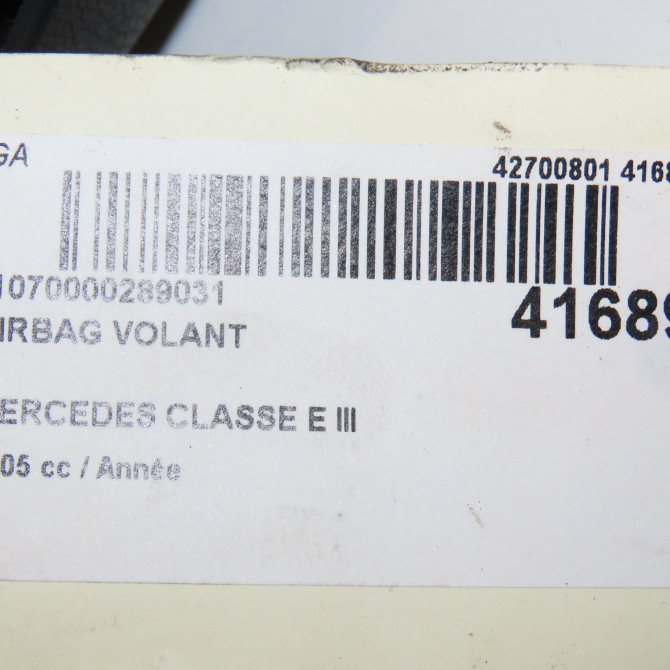 GA
42700801 4168
1070000289031
41689
IRBAG VOLANT
ERCEDES CLASSE E III
05 cc / Année